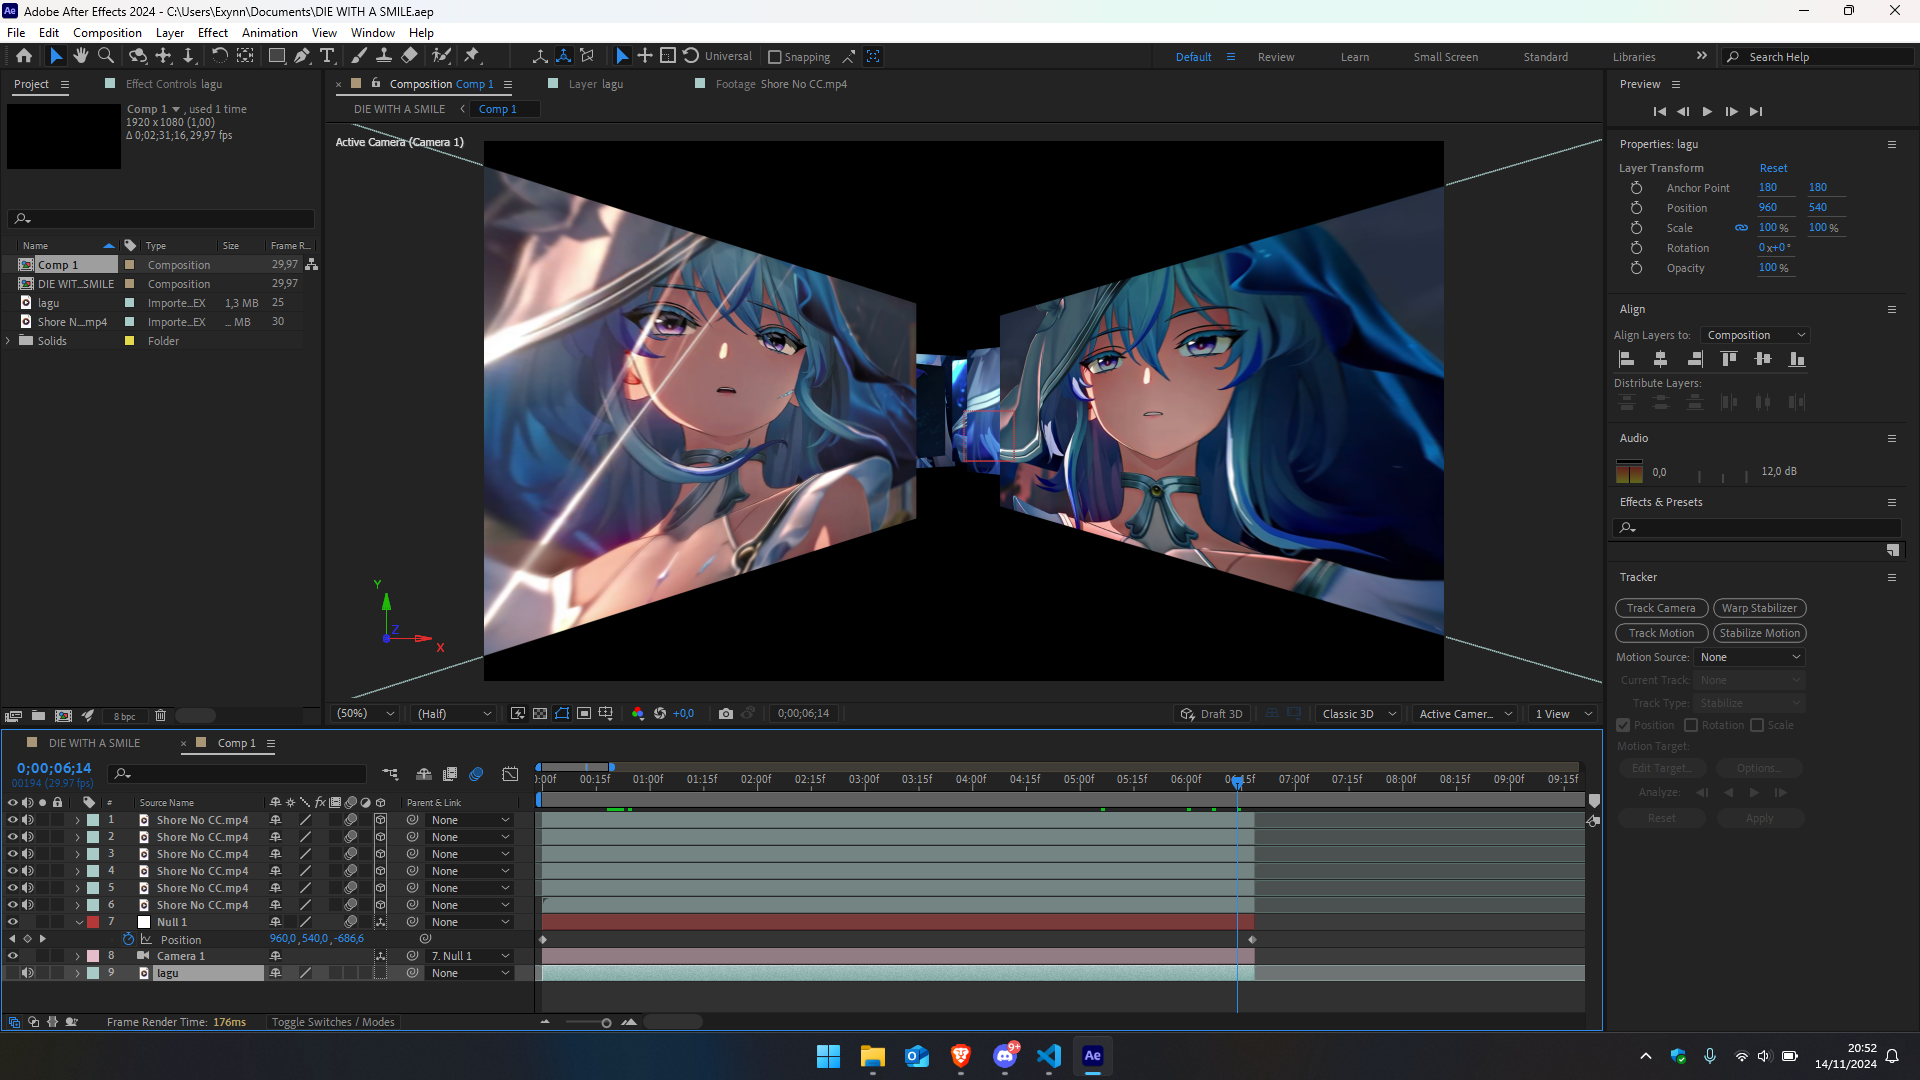 Adobe After Effects 2024 - C:\Users\Exynn\Documents\DIE WITH A SMILE.aep
File Edit Composition Layer Effect Animation View Window Help
Universal Snapping Default Review Learn Small Screen Standard Libraries Search Help
Project Effect Controls lagu
Comp 1 , used 1 time
1920 x 1080 (1,00)
Δ 0;02;31;16, 29,97 fps
Name Type Size Frame R...
Comp 1 Composition 29,97
DIE WIT...SMILE Composition 29,97
lagu Importe...EX 1,3 MB 25
Shore N....mp4 Importe...EX ... MB 30
Solids Folder
8 bpc
Composition Comp 1 Layer lagu Footage Shore No CC.mp4
DIE WITH A SMILE Comp 1
Active Camera (Camera 1)
Y
Z
X
(50%) (Half) +0,0 0;00;06;14 Draft 3D Classic 3D Active Camer... 1 View
Preview
Properties: lagu
Layer Transform Reset
Anchor Point 180 180
Position 960 540
Scale 100 % 100 %
Rotation 0x+0°
Opacity 100 %
Align
Align Layers to: Composition
Distribute Layers:
Audio
0,0 12,0 dB
Effects & Presets
Tracker
Track Camera Warp Stabilizer
Track Motion Stabilize Motion
Motion Source: None
Current Track: None
Track Type: Stabilize
Position Rotation Scale
Motion Target:
Edit Target... Options...
Analyze:
Reset Apply
DIE WITH A SMILE Comp 1
0;00;06;14
00194 (29.97 fps)
:00f 00:15f 01:00f 01:15f 02:00f 02:15f 03:00f 03:15f 04:00f 04:15f 05:00f 05:15f 06:00f 06:15f 07:00f 07:15f 08:00f 08:15f 09:00f 09:15f
# Source Name fx Parent & Link
1 Shore No CC.mp4 None
2 Shore No CC.mp4 None
3 Shore No CC.mp4 None
4 Shore No CC.mp4 None
5 Shore No CC.mp4 None
6 Shore No CC.mp4 None
7 Null 1 None
Position 960,0, 540,0, -686,6
8 Camera 1 7. Null 1
9 lagu None
Frame Render Time: 176ms Toggle Switches / Modes
9+
Ae
20:52
14/11/2024